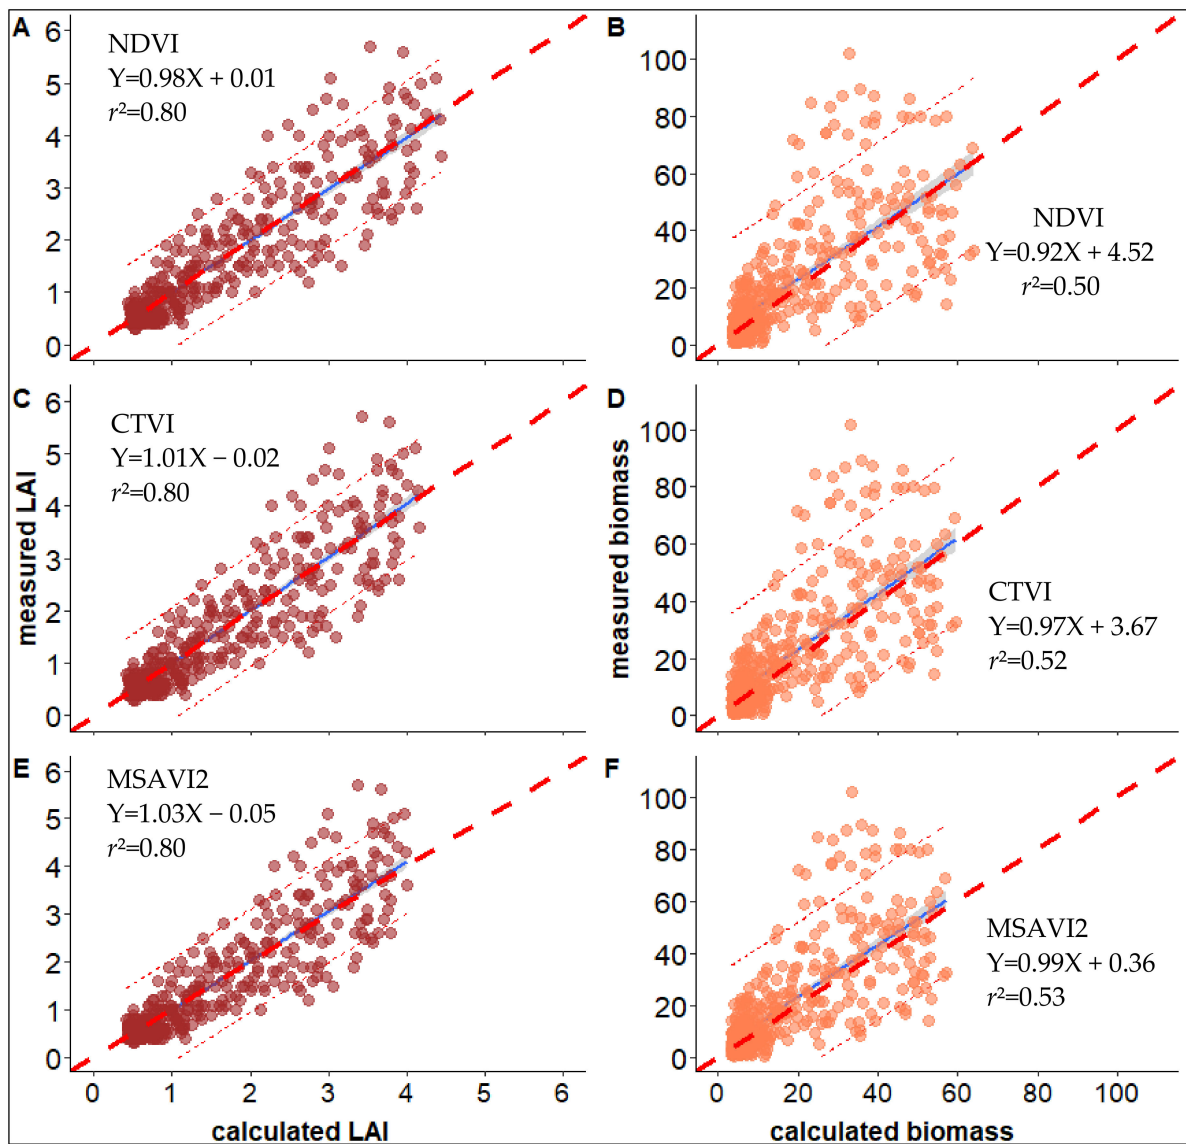 A
NDVI
Y=0.98X + 0.01
r²=0.80
6
5
4
3
2
1
0
B
100
80
60
40
20
0
NDVI
Y=0.92X + 4.52
r²=0.50
C
CTVI
Y=1.01X − 0.02
r²=0.80
6
5
4
3
2
1
0
measured LAI
D
100
80
60
40
20
0
measured biomass
CTVI
Y=0.97X + 3.67
r²=0.52
E
MSAVI2
Y=1.03X − 0.05
r²=0.80
6
5
4
3
2
1
0
0 1 2 3 4 5 6
calculated LAI
F
100
80
60
40
20
0
MSAVI2
Y=0.99X + 0.36
r²=0.53
0 20 40 60 80 100
calculated biomass